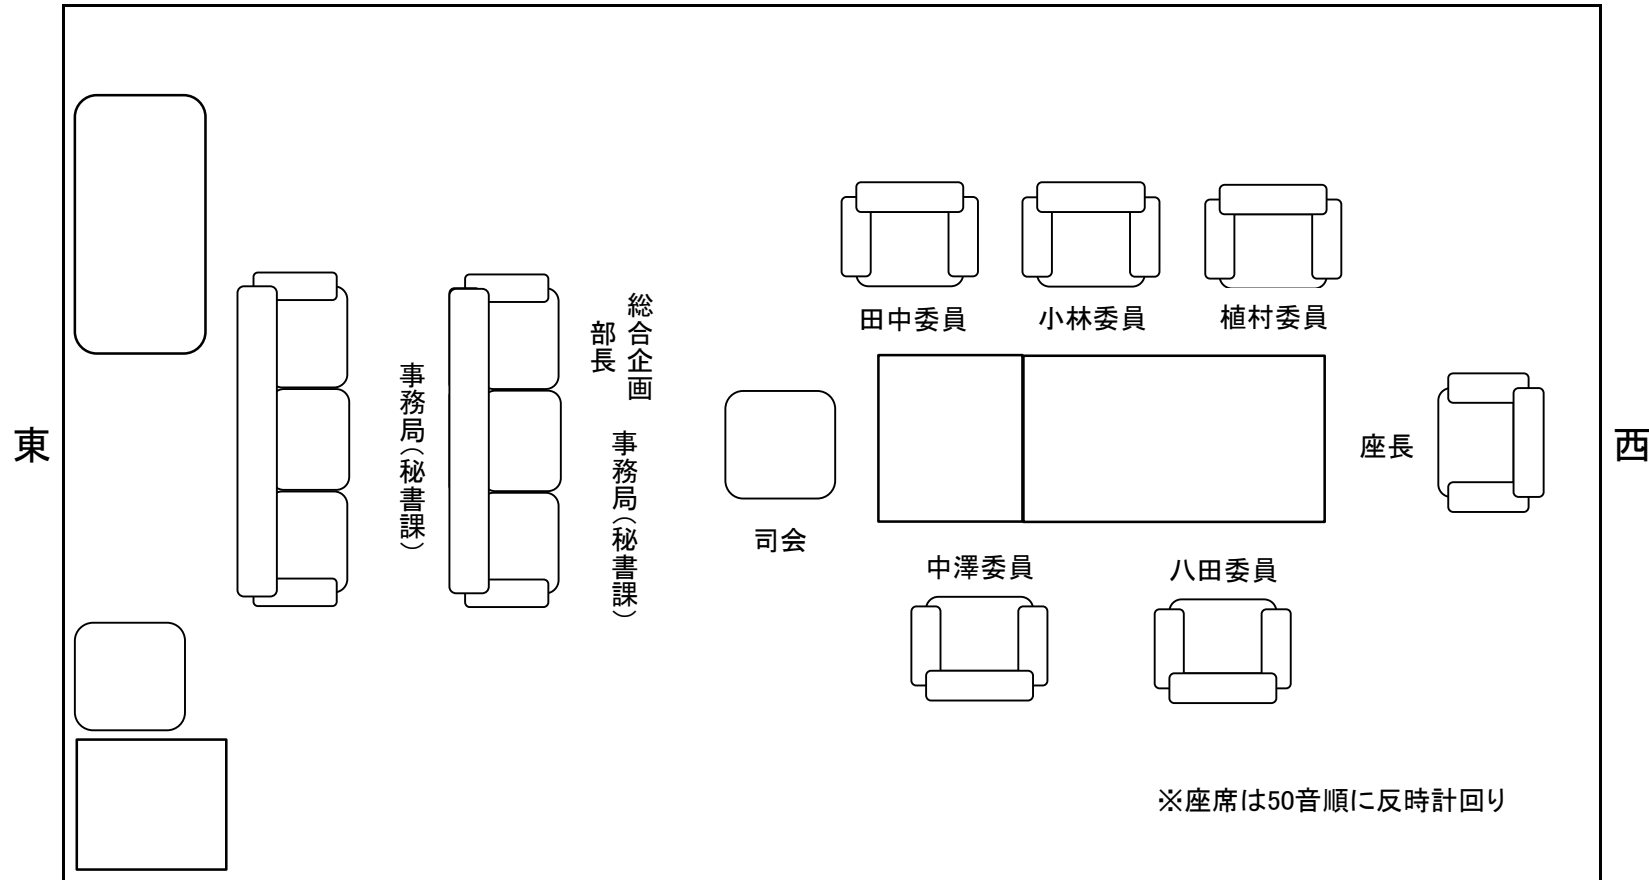 田中委員
小林委員
植村委員
総合企画
部長
事務局（秘書課）
事務局（秘書課）
東
座長
西
司会
中澤委員
八田委員
※座席は50音順に反時計回り